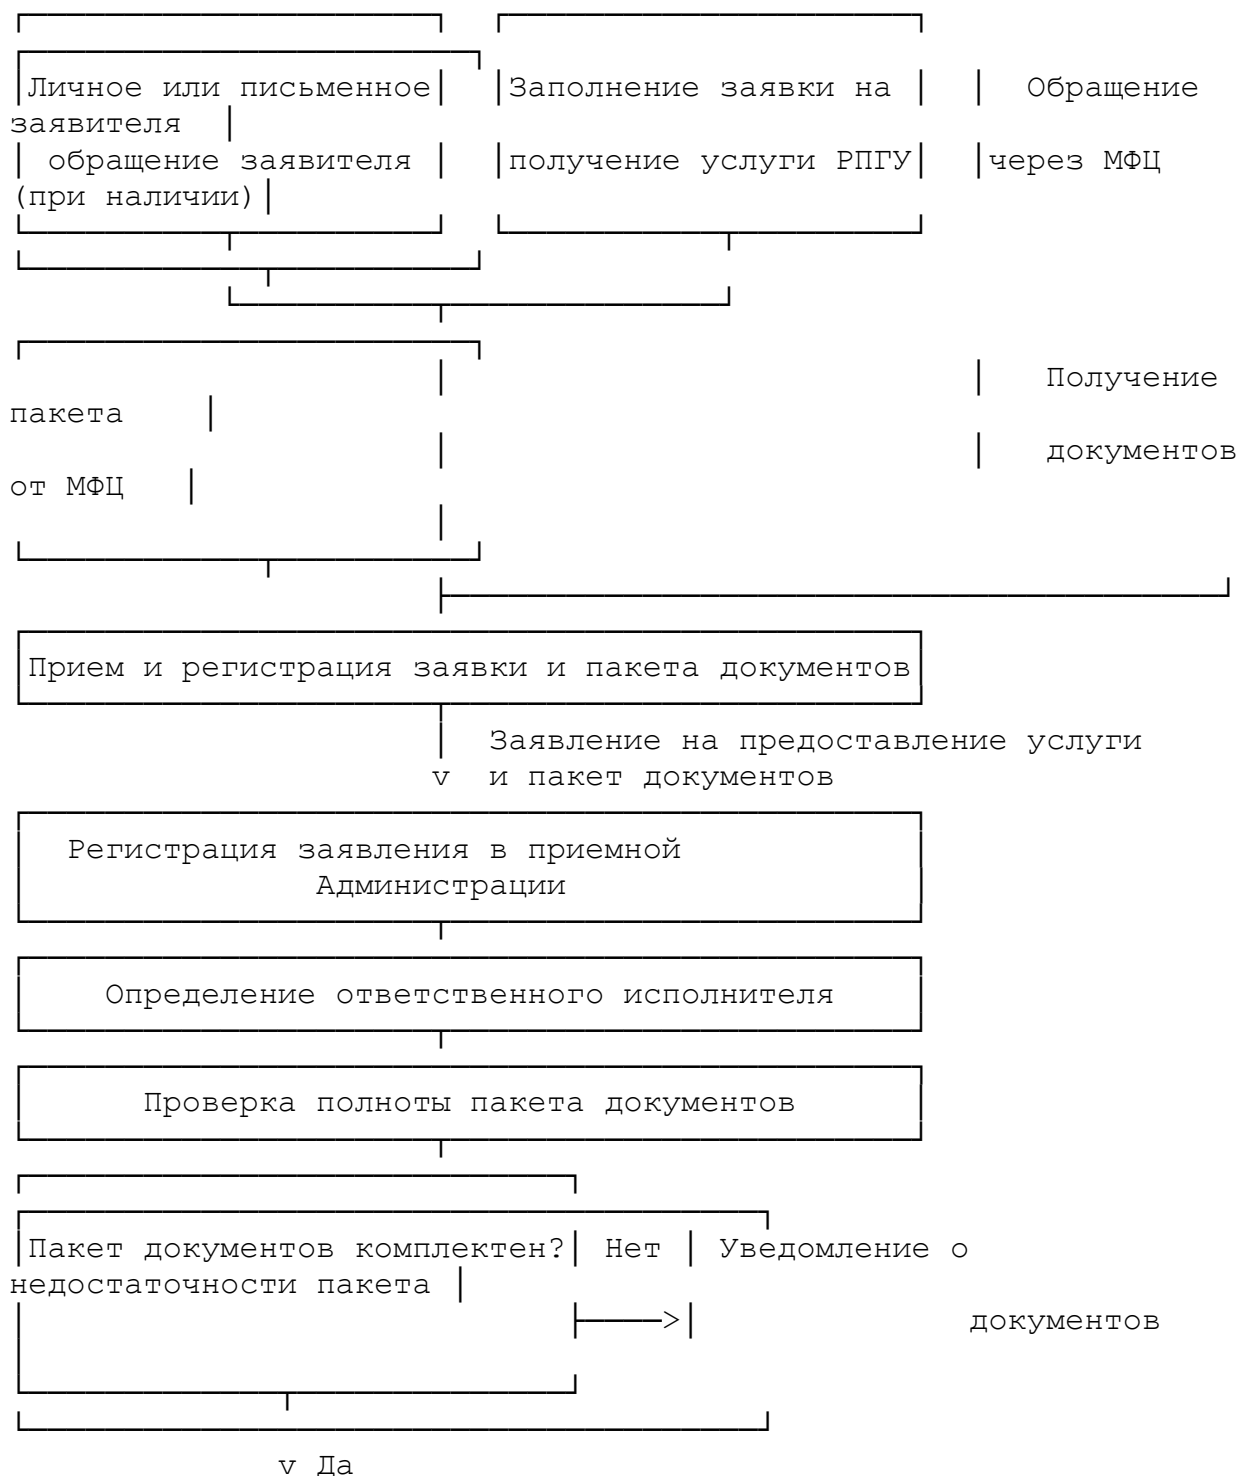 Личное или письменное Заполнение заявки на Обращение
заявителя
обращение заявителя получение услуги РПГУ через МФЦ
(при наличии)
Получение
пакета
документов
от МФЦ
Прием и регистрация заявки и пакета документов
Заявление на предоставление услуги
v и пакет документов
Регистрация заявления в приемной
Администрации
Определение ответственного исполнителя
Проверка полноты пакета документов
Пакет документов комплектен? Нет Уведомление о
недостаточности пакета
> документов
v Да